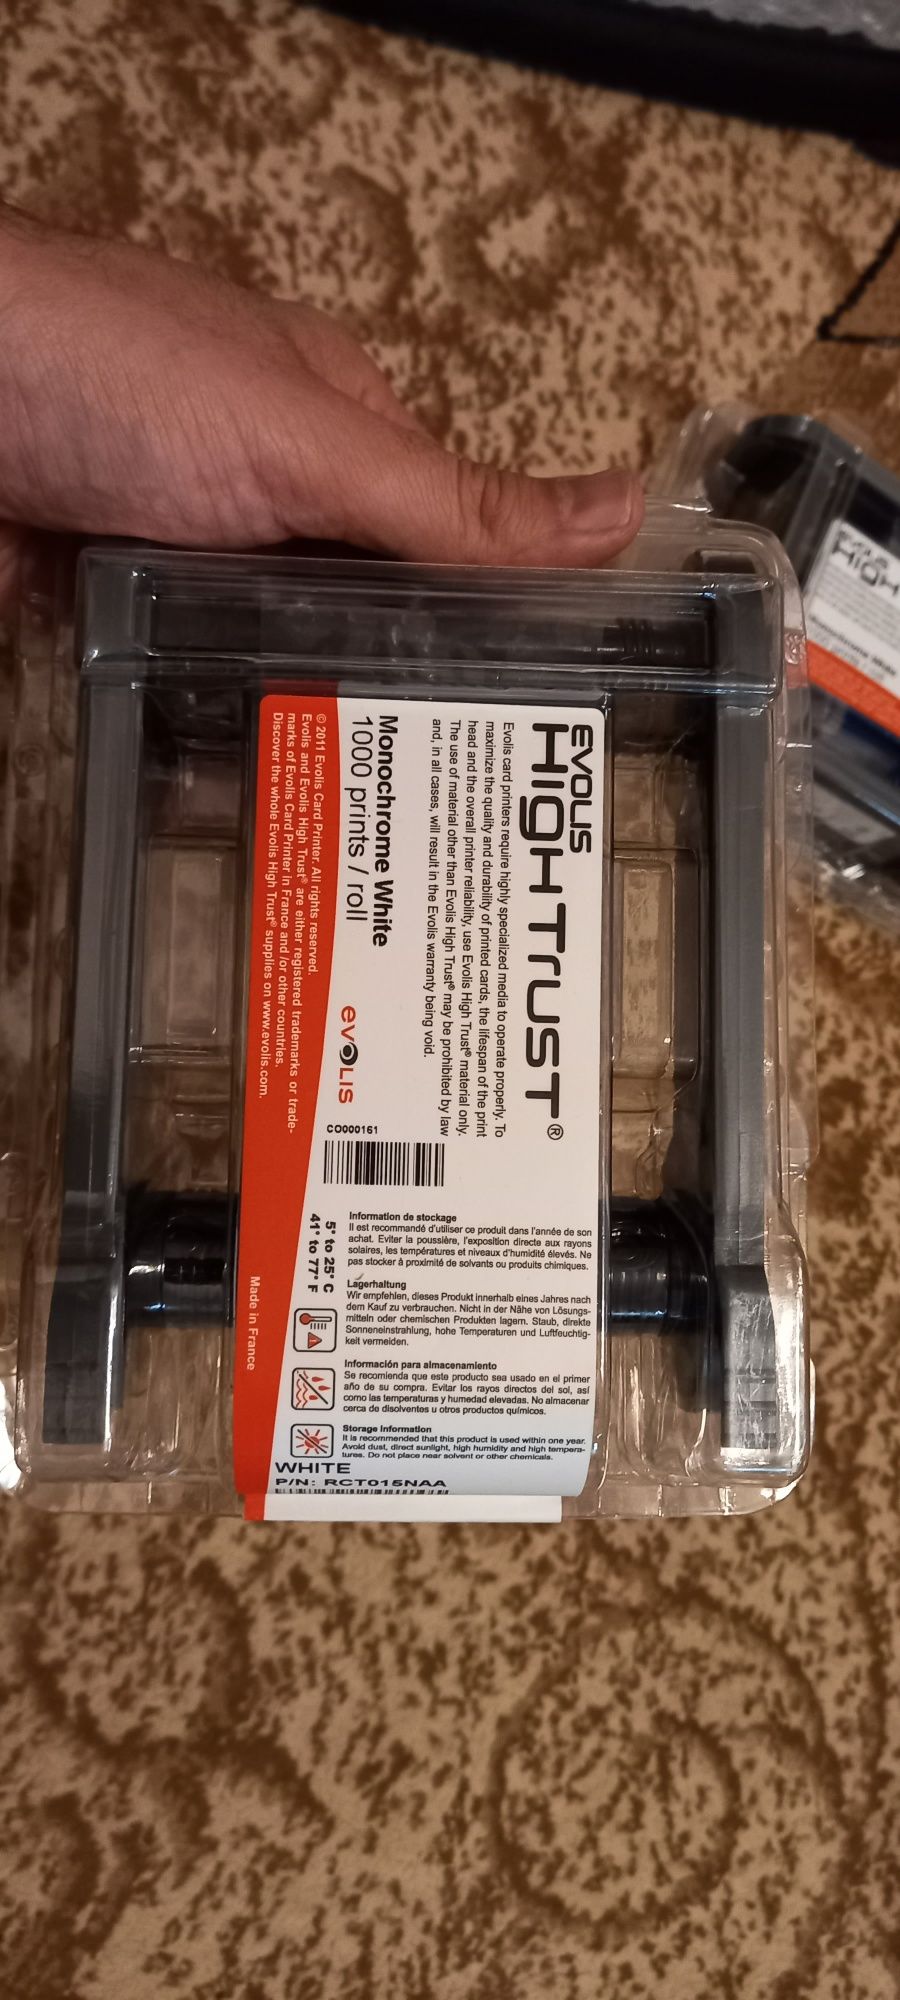 EVOLIS
HIGH TRUST®
Evolis card printers require highly specialized media to operate properly. To
maximize the quality and durability of printed cards, the lifespan of the print
head and the overall printer reliability, use Evolis High Trust® material only.
The use of material other than Evolis High Trust® may be prohibited by law
and, in all cases, will result in the Evolis warranty being void.
Monochrome White
1000 prints / roll
evolis
© 2011 Evolis Card Printer. All rights reserved.
Evolis and Evolis High Trust® are either registered trademarks or trade-
marks of Evolis Card Printer in France and /or other countries.
Discover the whole Evolis High Trust® supplies on www.evolis.com.
CO000161
Information de stockage
Il est recommandé d'utiliser ce produit dans l'année de son
achat. Eviter la poussière, l'exposition directe aux rayons
solaires, les températures et niveaux d'humidité élevés. Ne
pas stocker à proximité de solvants ou produits chimiques.
Lagerhaltung
Wir empfehlen, dieses Produkt innerhalb eines Jahres nach
dem Kauf zu verbrauchen. Nicht in der Nähe von Lösungs-
mitteln oder chemischen Produkten lagern. Staub, direkte
Sonneneinstrahlung, hohe Temperaturen und Luftfeuchtig-
keit vermeiden.
Información para almacenamiento
Se recomienda que este producto sea usado en el primer
año de su compra. Evitar los rayos directos del sol, así
como las temperaturas y humedad elevadas. No almacenar
cerca de disolventes u otros productos químicos.
Storage Information
It is recommended that this product is used within one year.
Avoid dust, direct sunlight, high humidity and high tempera-
tures. Do not place near solvent or other chemicals.
5° to 25° C
41° to 77° F
Made in France
WHITE
P/N: RCT015NAA
HIGH
Monochrome White